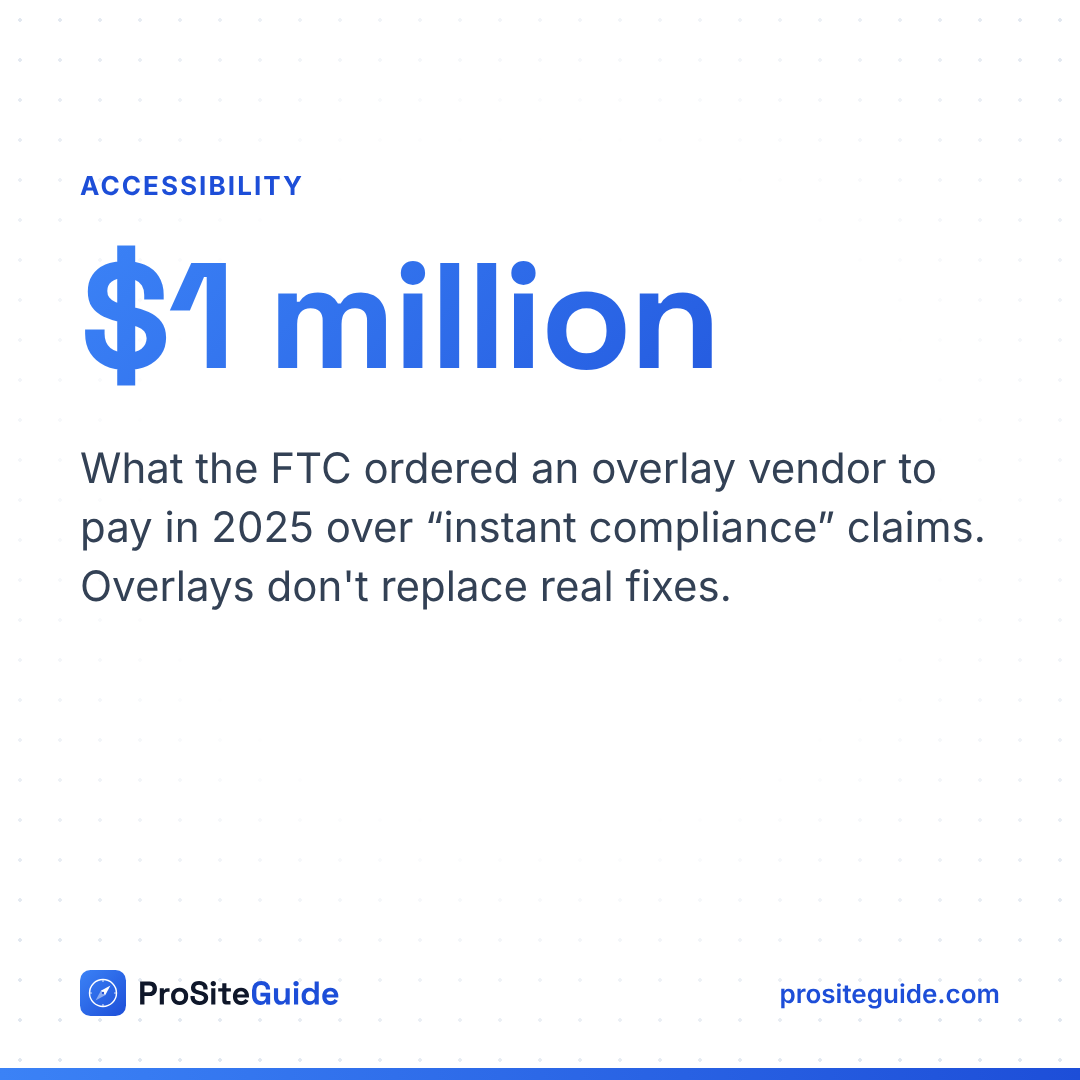 ACCESSIBILITY
$1 million
What the FTC ordered an overlay vendor to
pay in 2025 over “instant compliance” claims.
Overlays don't replace real fixes.
ProSiteGuide
prositeguide.com